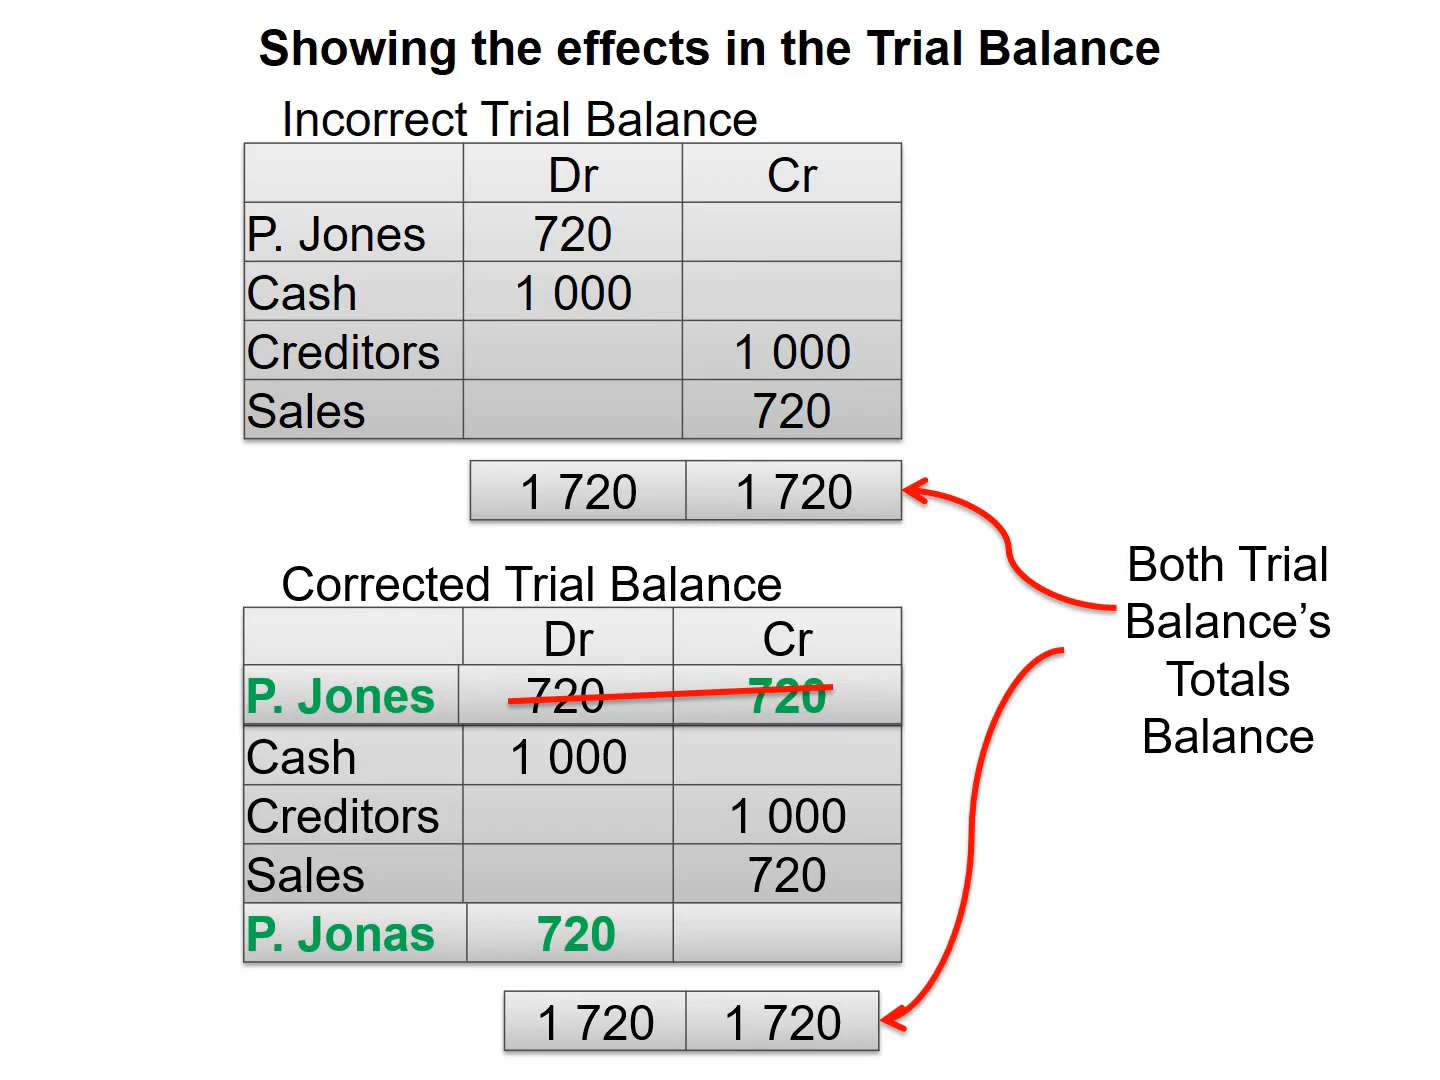 Showing the effects in the Trial Balance
Incorrect Trial Balance
Dr Cr
P. Jones 720
Cash 1 000
Creditors 1 000
Sales 720
1 720 1 720
Corrected Trial Balance
Dr Cr
P. Jones 720 720
Cash 1 000
Creditors 1 000
Sales 720
P. Jonas 720
1 720 1 720
Both Trial
Balance’s
Totals
Balance